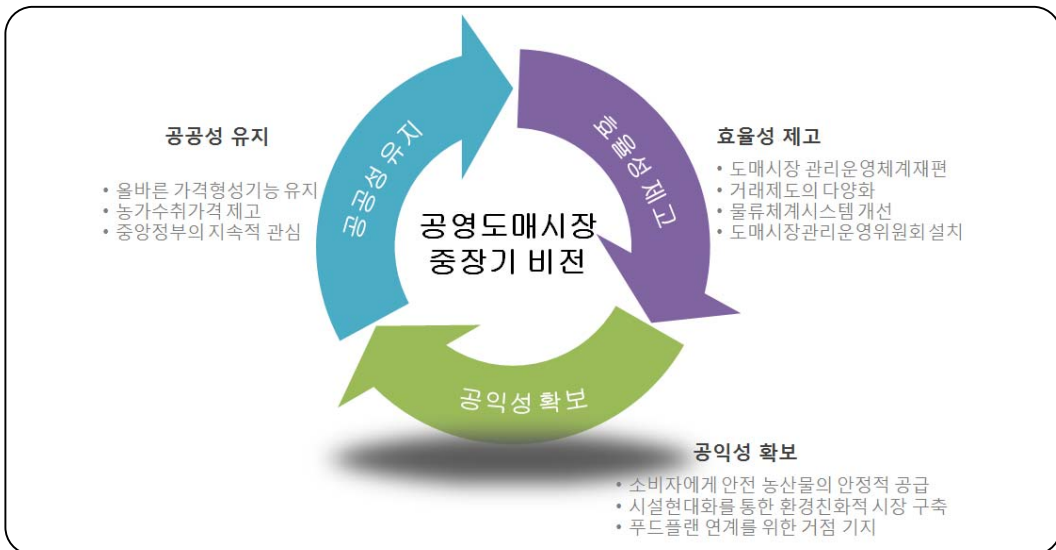 공공성 유지
• 올바른 가격형성기능 유지
• 농가수취가격 제고
• 중앙정부의 지속적 관심
공공성 유지
효율성 제고
공익성 확보
공영도매시장
중장기 비전
효율성 제고
• 도매시장 관리운영체계재편
• 거래제도의 다양화
• 물류체계시스템 개선
• 도매시장관리운영위원회 설치
공익성 확보
• 소비자에게 안전 농산물의 안정적 공급
• 시설현대화를 통한 환경친화적 시장 구축
• 푸드플랜 연계를 위한 거점 기지